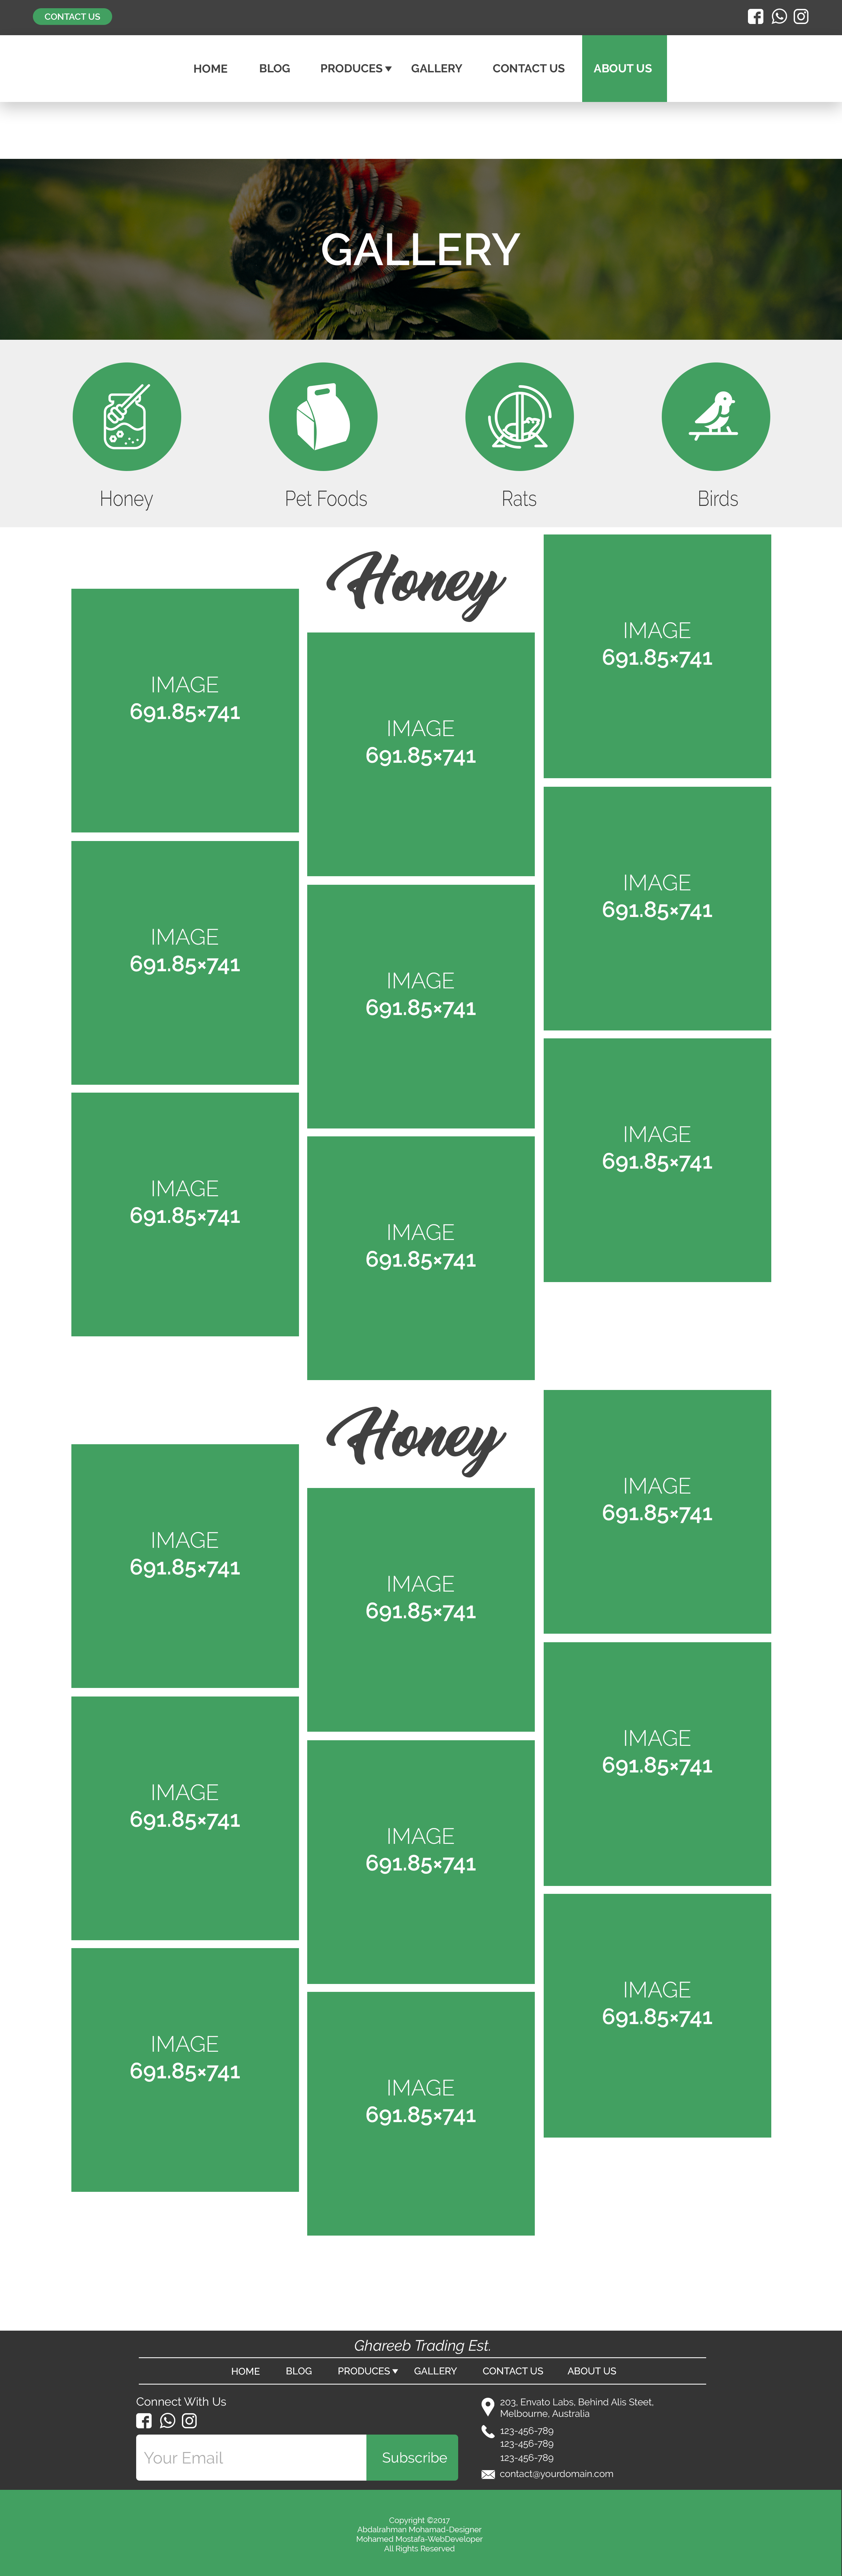 CONTACT US
HOME BLOG PRODUCES GALLERY CONTACT US ABOUT US
GALLERY
Honey Pet Foods Rats Birds
Honey
IMAGE
691.85×741
IMAGE
691.85×741
IMAGE
691.85×741
IMAGE
691.85×741
IMAGE
691.85×741
IMAGE
691.85×741
IMAGE
691.85×741
IMAGE
691.85×741
IMAGE
691.85×741
Honey
IMAGE
691.85×741
IMAGE
691.85×741
IMAGE
691.85×741
IMAGE
691.85×741
IMAGE
691.85×741
IMAGE
691.85×741
IMAGE
691.85×741
IMAGE
691.85×741
IMAGE
691.85×741
Ghareeb Trading Est.
HOME BLOG PRODUCES GALLERY CONTACT US ABOUT US
Connect With Us
Your Email
Subscribe
203, Envato Labs, Behind Alis Steet,
Melbourne, Australia
123-456-789
123-456-789
123-456-789
contact@yourdomain.com
Copyright ©2017
Abdalrahman Mohamad-Designer
Mohamed Mostafa-WebDeveloper
All Rights Reserved